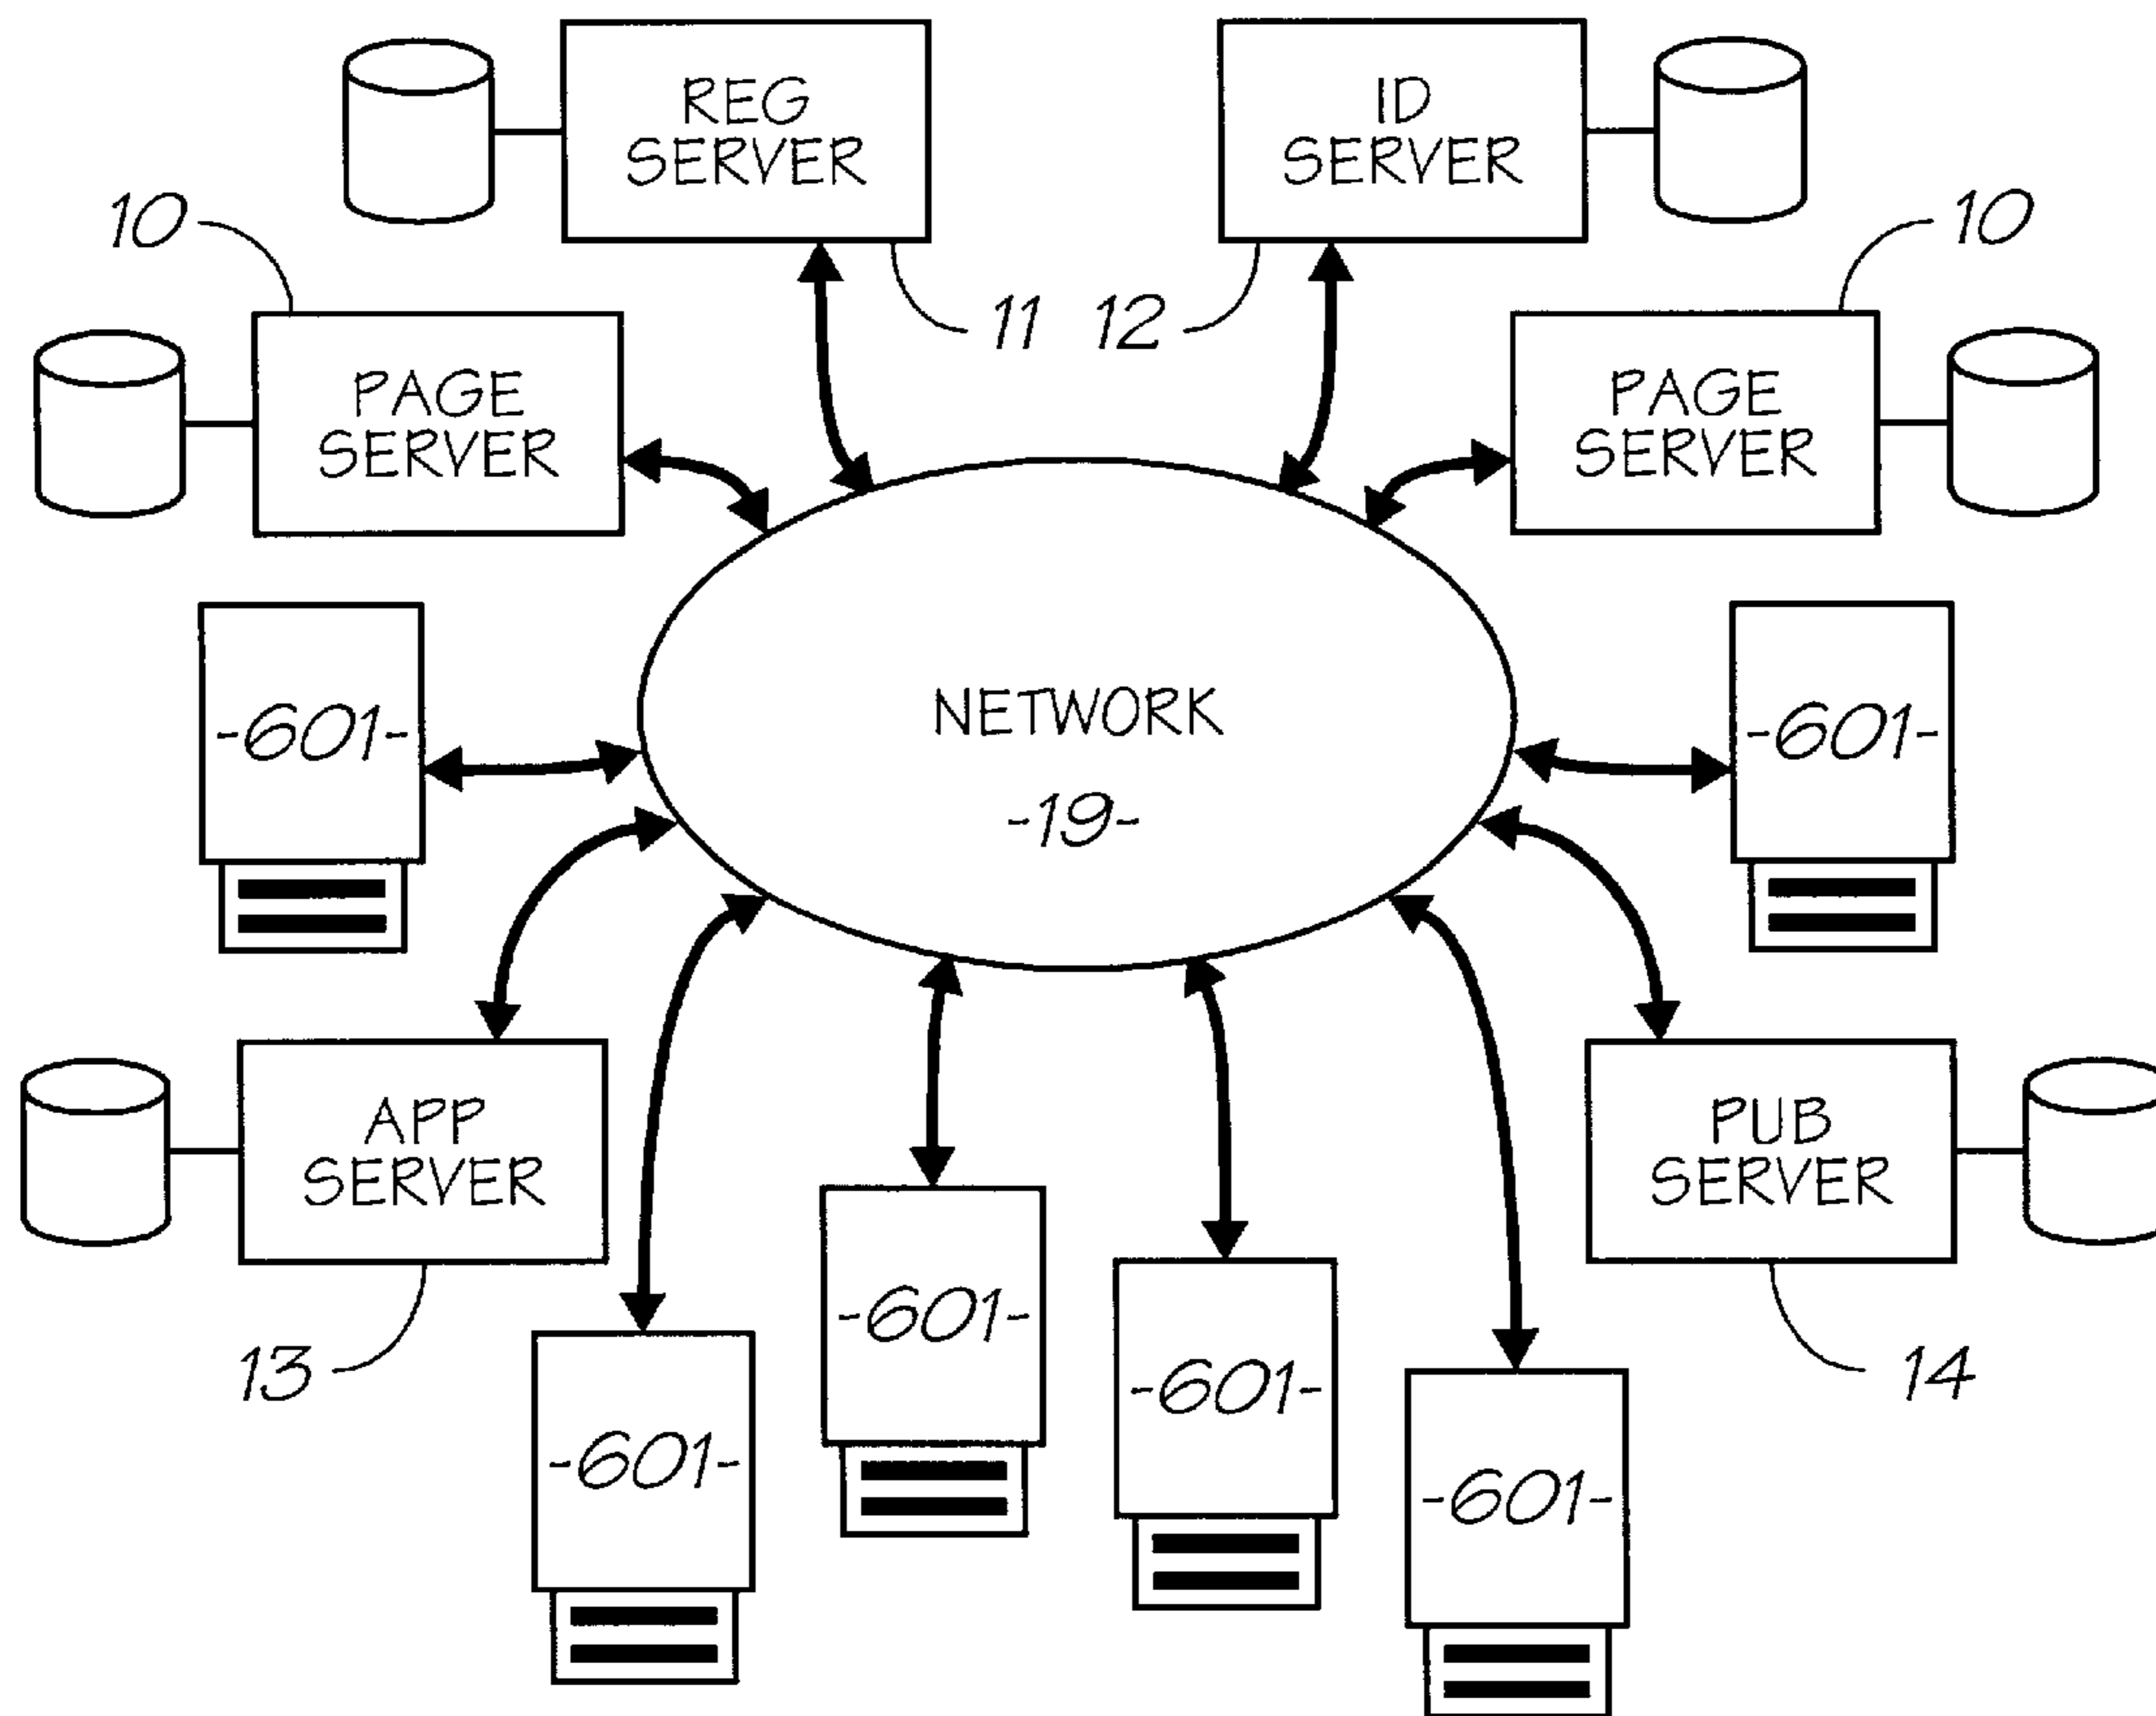 REG
SERVER
ID
SERVER
10
10
11
12
PAGE
SERVER
PAGE
SERVER
-601-
NETWORK
-19-
-601-
APP
SERVER
PUB
SERVER
-601-
-601-
13
14
-601-
-601-